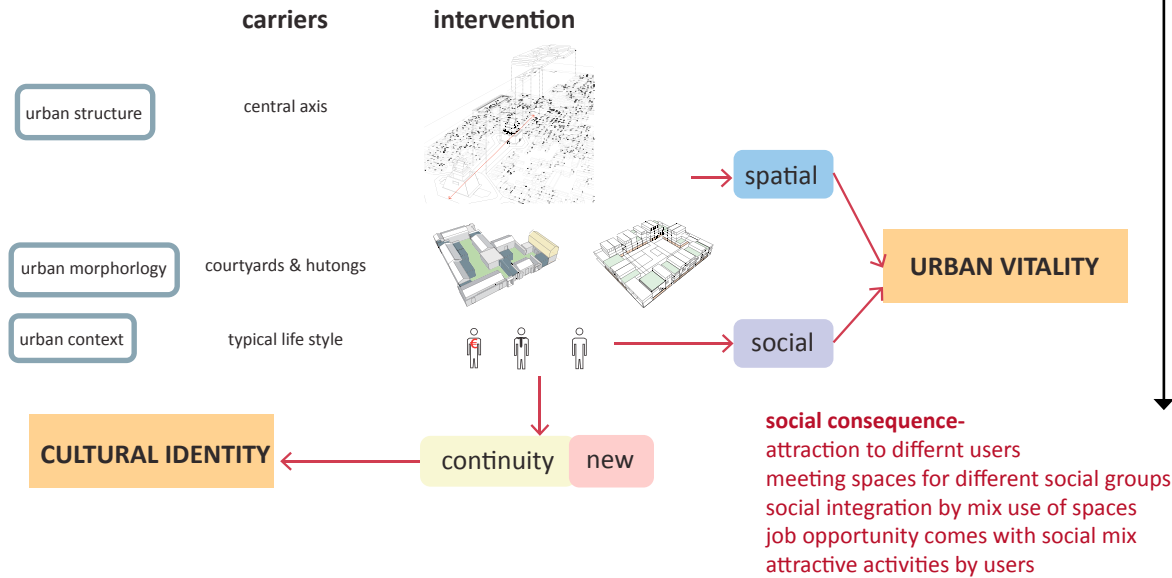 carriers intervention
urban structure central axis
spatial
urban morphorlogy courtyards & hutongs
URBAN VITALITY
urban context typical life style
€
social
CULTURAL IDENTITY
continuity new
social consequence-
attraction to differnt users
meeting spaces for different social groups
social integration by mix use of spaces
job opportunity comes with social mix
attractive activities by users